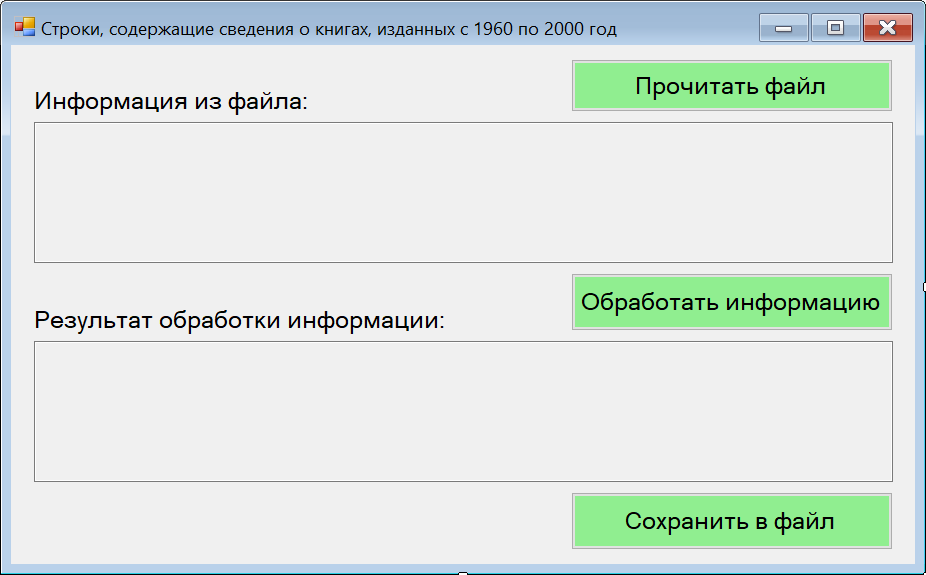 Строки, содержащие сведения о книгах, изданных с 1960 по 2000 год
Прочитать файл
Информация из файла:
Обработать информацию
Результат обработки информации:
Сохранить в файл